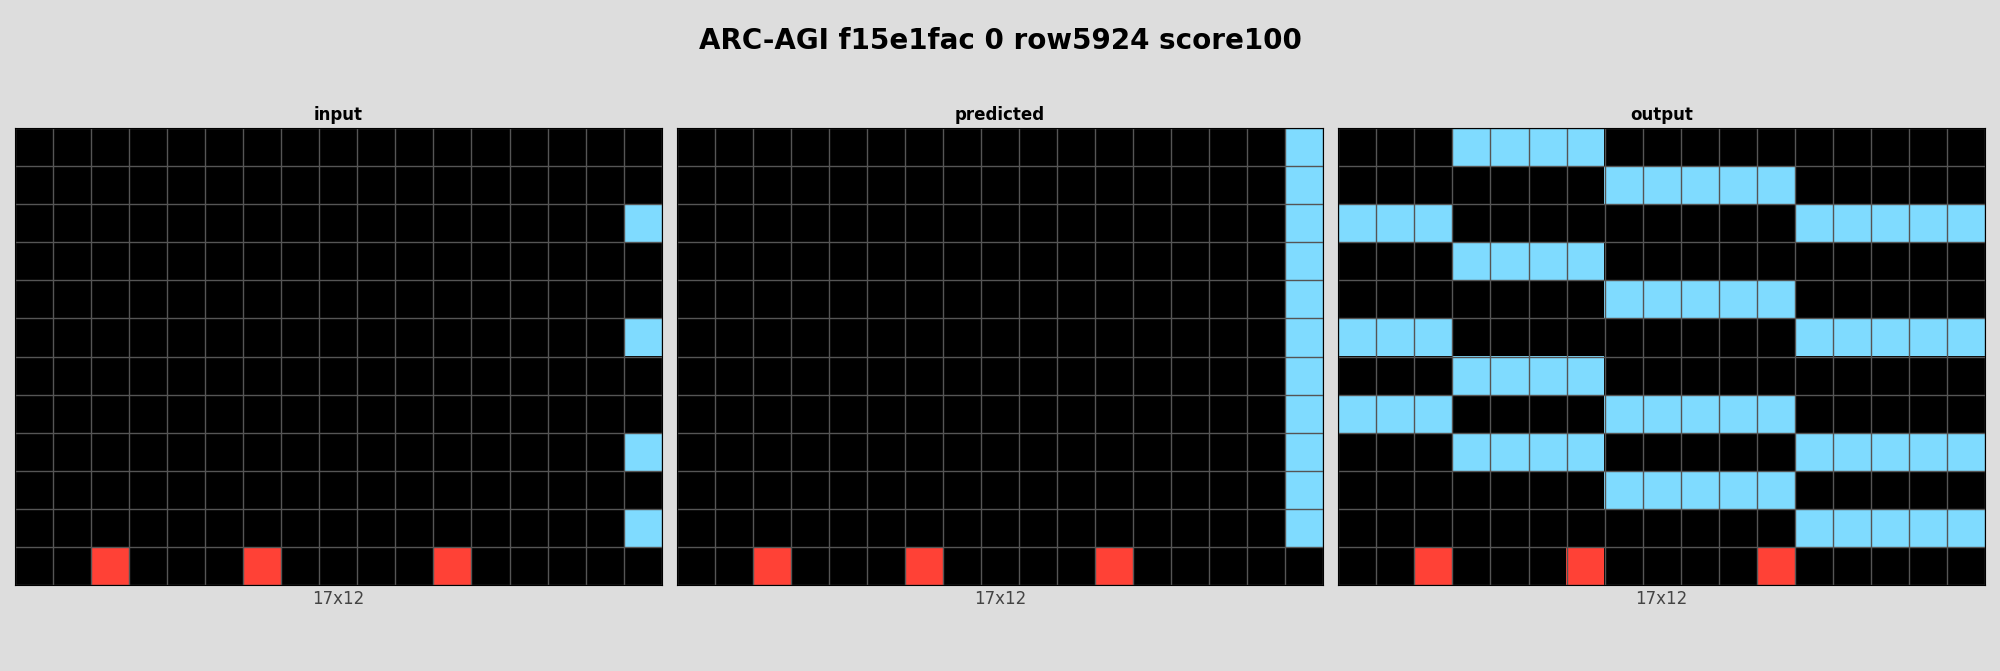 ARC-AGI f15e1fac 0 row5924 score100
input
predicted
output
17x12
17x12
17x12